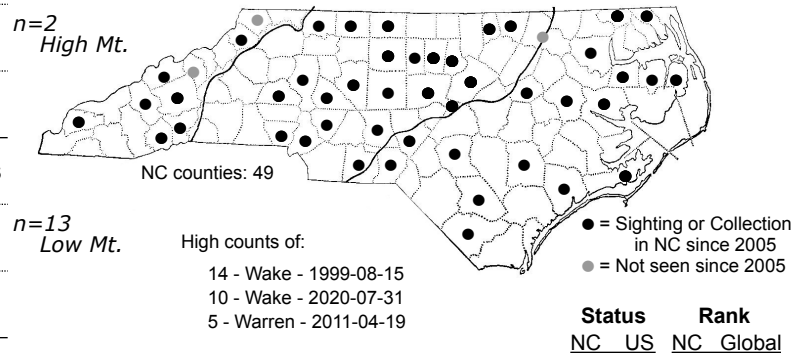 n=2
High Mt.
NC counties: 49
n=13
Low Mt.
High counts of:
14 - Wake - 1999-08-15
10 - Wake - 2020-07-31
5 - Warren - 2011-04-19
= Sighting or Collection
in NC since 2005
= Not seen since 2005
Status Rank
NC US NC Global